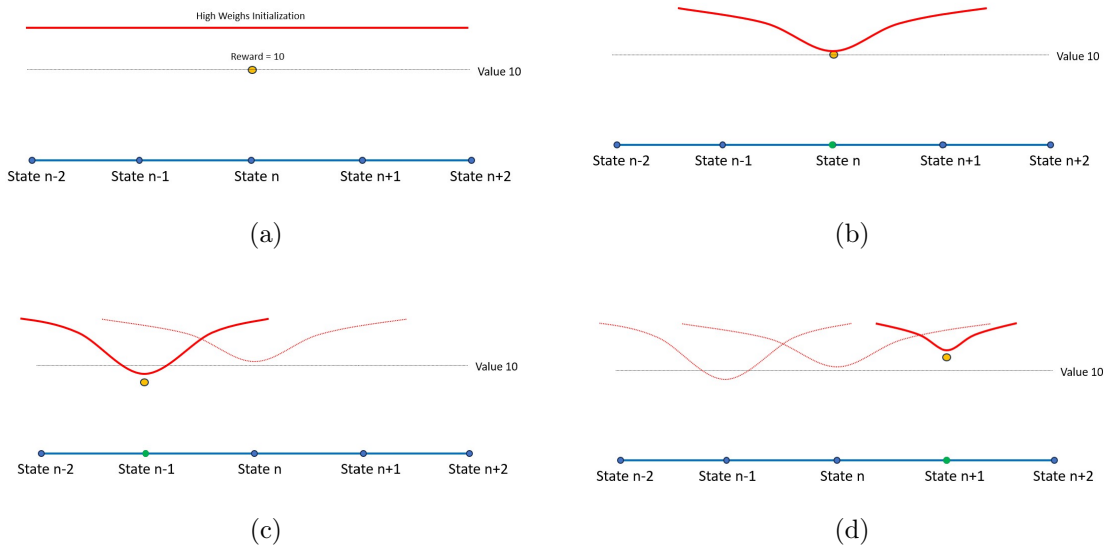 High Weighs Initialization
Reward = 10
Value 10
State n-2 State n-1 State n State n+1 State n+2
(a)
Value 10
State n-2 State n-1 State n State n+1 State n+2
(b)
Value 10
State n-2 State n-1 State n State n+1 State n+2
(c)
Value 10
State n-2 State n-1 State n State n+1 State n+2
(d)